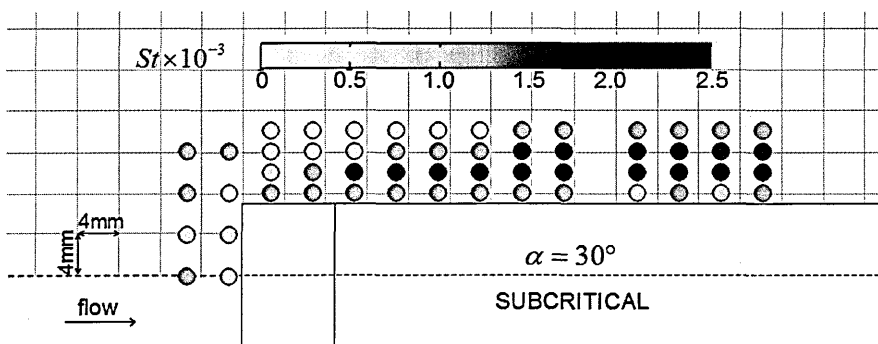 St×10⁻³
0 0.5 1.0 1.5 2.0 2.5
4mm
4mm
α = 30°
flow
SUBCRITICAL